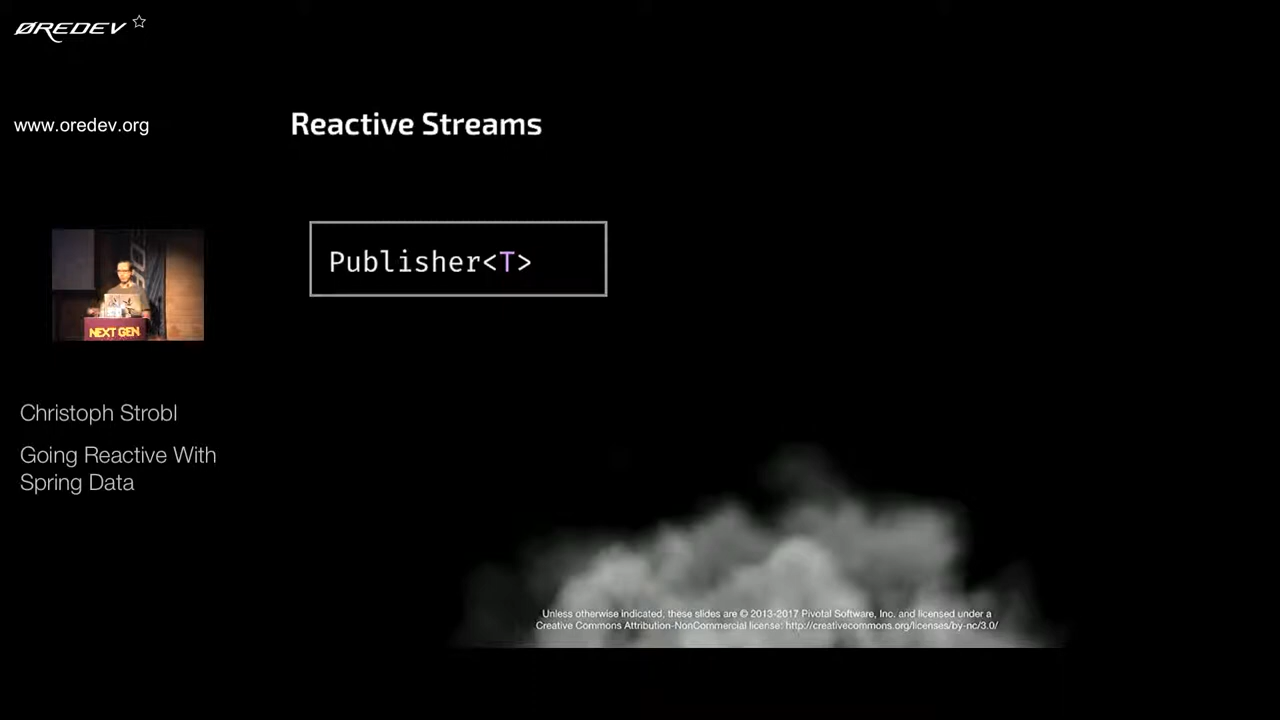 ØREDEV
www.oredev.org
Reactive Streams
Publisher<T>
NEXT GEN
Christoph Strobl
Going Reactive With
Spring Data
Unless otherwise indicated, these slides are © 2013-2017 Pivotal Software, Inc. and licensed under a
Creative Commons Attribution-NonCommercial license: http://creativecommons.org/licenses/by-nc/3.0/